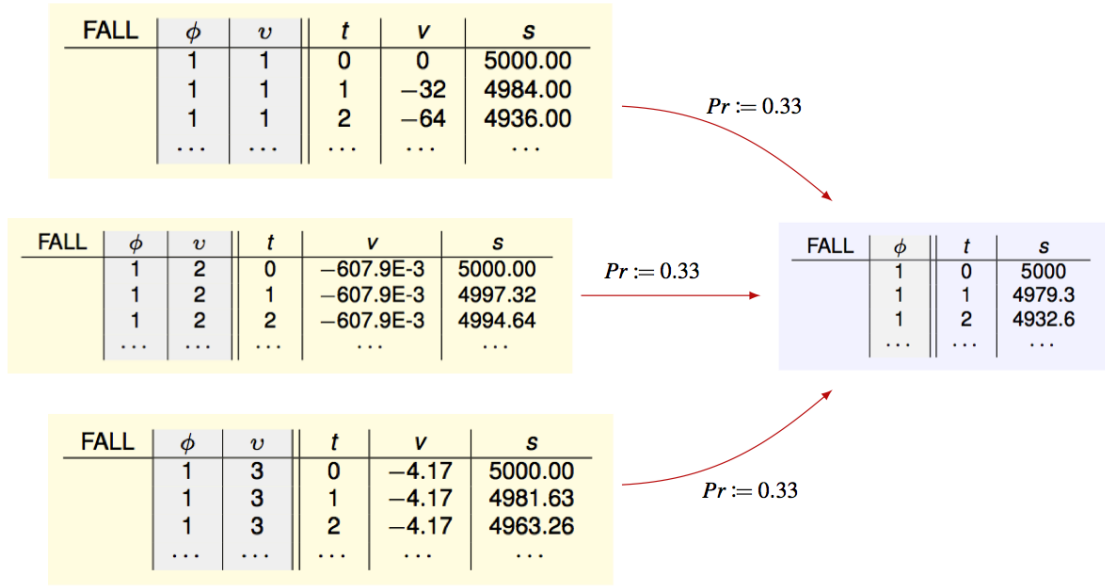 FALL ϕ υ t v s
1 1 0 0 5000.00
1 1 1 −32 4984.00
1 1 2 −64 4936.00
... ... ... ... ...
Pr := 0.33
FALL ϕ υ t v s
1 2 0 −607.9E-3 5000.00
1 2 1 −607.9E-3 4997.32
1 2 2 −607.9E-3 4994.64
... ... ... ... ...
Pr := 0.33
FALL ϕ t s
1 0 5000
1 1 4979.3
1 2 4932.6
... ... ...
FALL ϕ υ t v s
1 3 0 −4.17 5000.00
1 3 1 −4.17 4981.63
1 3 2 −4.17 4963.26
... ... ... ... ...
Pr := 0.33